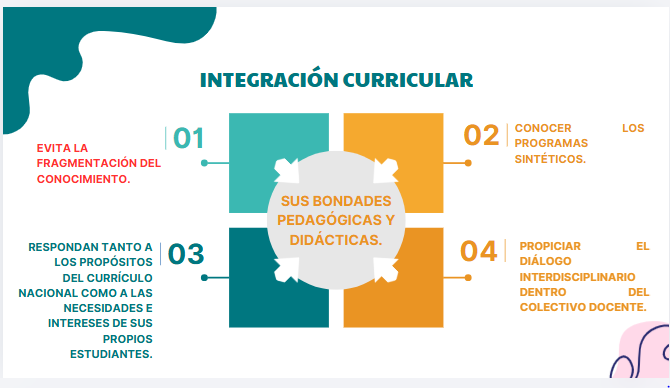 INTEGRACIÓN CURRICULAR
01
EVITA LA
FRAGMENTACIÓN DEL
CONOCIMIENTO.
02
CONOCER LOS
PROGRAMAS
SINTÉTICOS.
SUS BONDADES
PEDAGÓGICAS Y
DIDÁCTICAS.
03
RESPONDAN TANTO A
LOS PROPÓSITOS
DEL CURRÍCULO
NACIONAL COMO A LAS
NECESIDADES E
INTERESES DE SUS
PROPIOS
ESTUDIANTES.
04
PROPICIAR EL
DIÁLOGO
INTERDISCIPLINARIO
DENTRO DEL
COLECTIVO DOCENTE.